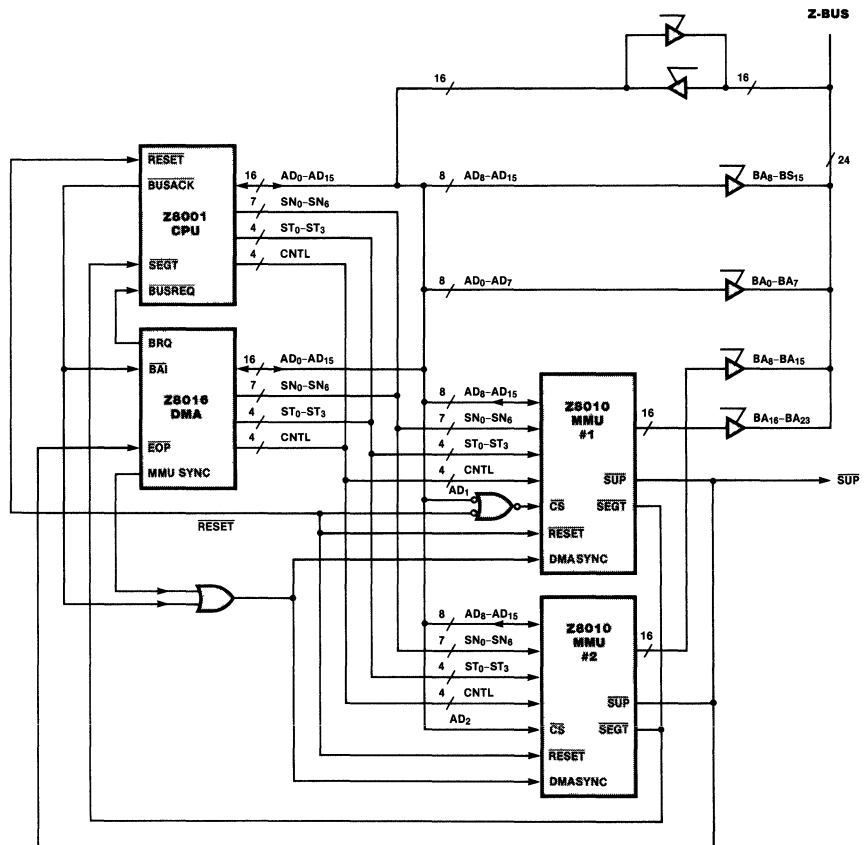 Z-BUS
16
16
24
RESET
BUSACK
Z8001
CPU
SEGT
BUSREQ
16 AD0–AD15
7 SN0–SN6
4 ST0–ST3
4 CNTL
8 AD8–AD15
BA8–BS15
8 AD0–AD7
BA0–BA7
BRQ
BAI
Z8016
DMA
EOP
MMU SYNC
16 AD0–AD15
7 SN0–SN6
4 ST0–ST3
4 CNTL
BA8–BA15
8 AD8–AD15
7 SN0–SN6
4 ST0–ST3
4 CNTL
AD1
Z8010
MMU
#1
CS
RESET
DMASYNC
SUP
SEGT
16
BA16–BA23
SUP
RESET
8 AD8–AD15
7 SN0–SN6
4 ST0–ST3
4 CNTL
AD2
Z8010
MMU
#2
CS
RESET
DMASYNC
SUP
SEGT
16